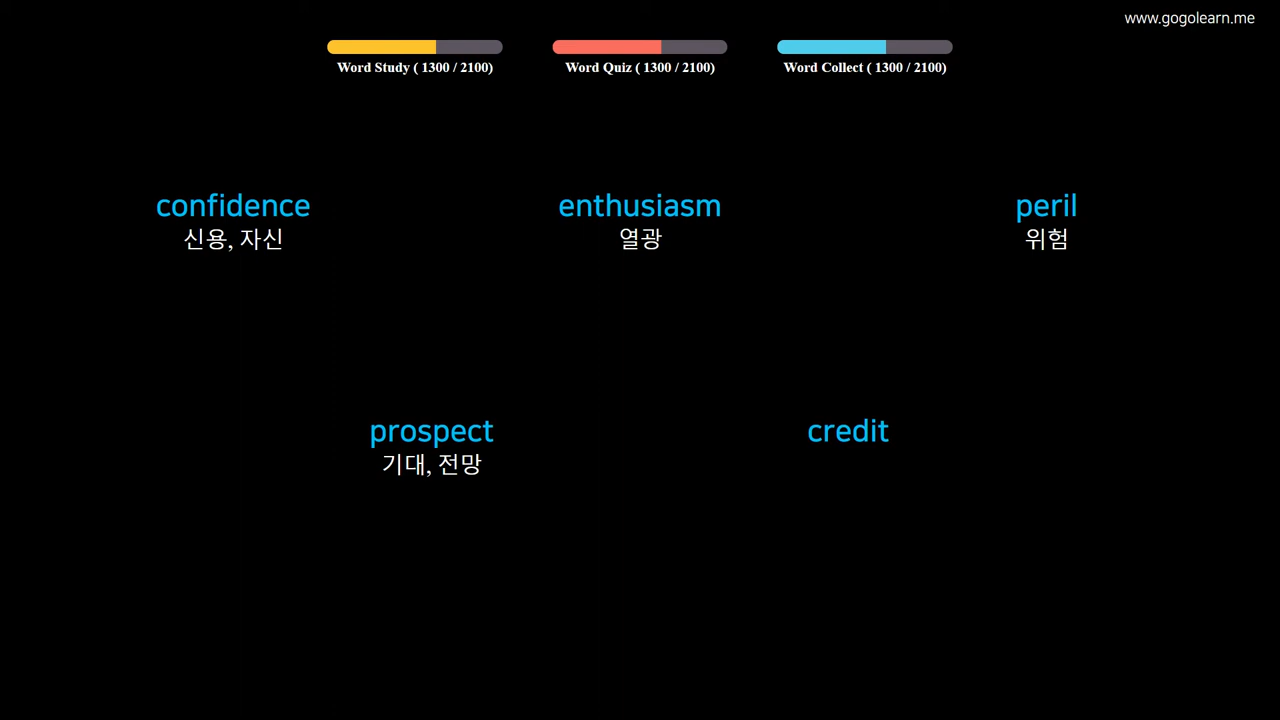 www.gogolearn.me
Word Study ( 1300 / 2100)
Word Quiz ( 1300 / 2100)
Word Collect ( 1300 / 2100)
confidence
신용, 자신
enthusiasm
열광
peril
위험
prospect
기대, 전망
credit